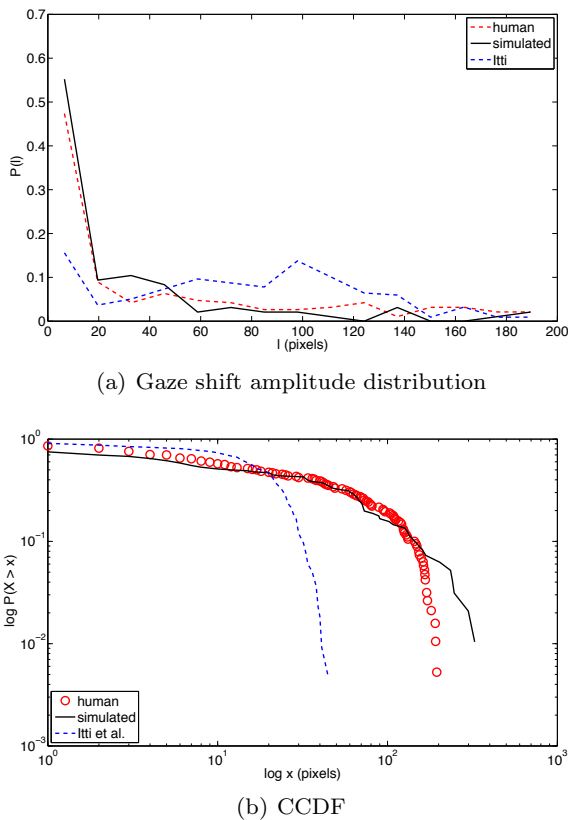 0.7
0.6
0.5
0.4
0.3
0.2
0.1
0
P(l)
human
simulated
Itti
0 20 40 60 80 100 120 140 160 180 200
l (pixels)
(a) Gaze shift amplitude distribution
10^0
10^-1
10^-2
10^-3
log P(X > x)
human
simulated
Itti et al.
10^0 10^1 10^2 10^3
log x (pixels)
(b) CCDF